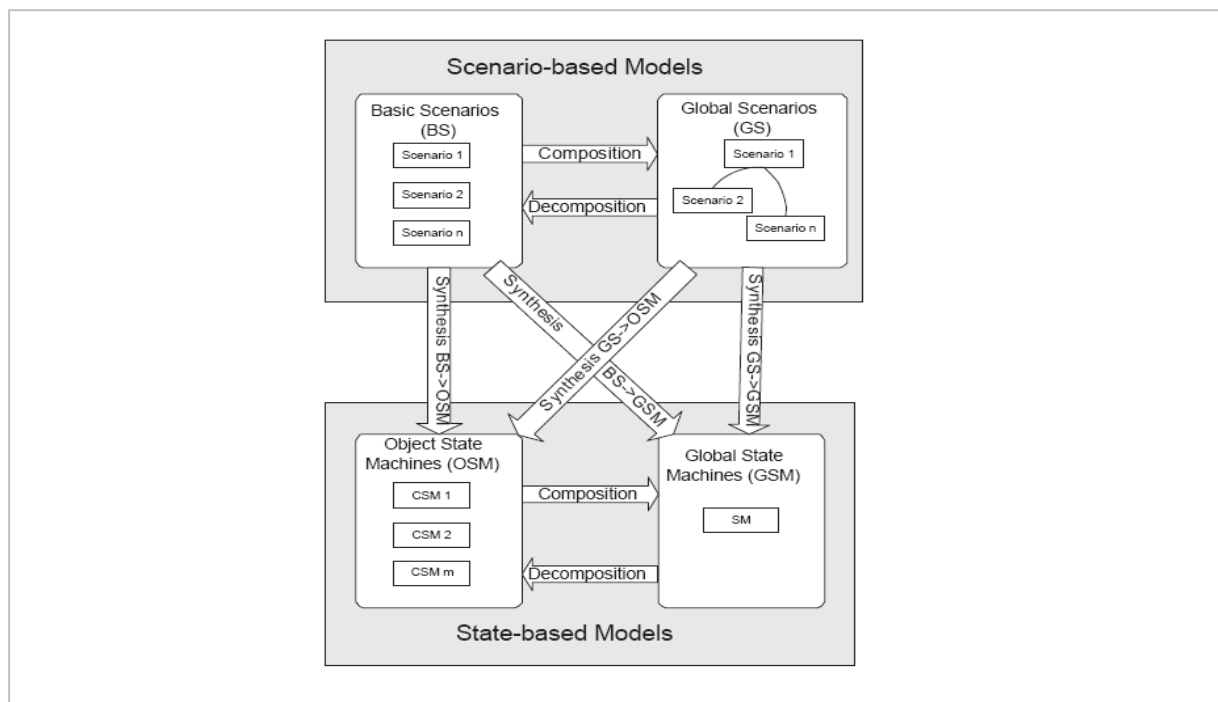 Scenario-based Models
Basic Scenarios
(BS)
Scenario 1
Scenario 2
Scenario n
Composition
Decomposition
Global Scenarios
(GS)
Scenario 1
Scenario 2
Scenario n
Synthesis BS->OSM
Synthesis BS->GSM
Synthesis GS->OSM
Synthesis GS->GSM
Object State
Machines (OSM)
CSM 1
CSM 2
CSM m
Composition
Decomposition
Global State
Machines (GSM)
SM
State-based Models